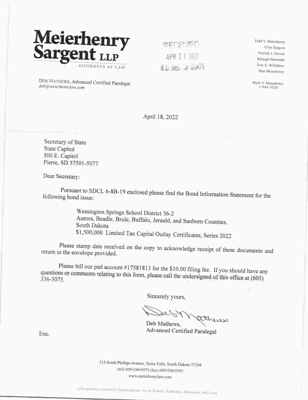 Meierhenry
Sargent LLP
ATTORNEYS AT LAW
RECEIVED
APR 21 2022
S.D. SEC. OF STATE
Todd V. Meierhenry
Clint Sargent
Patrick J. Glover
Raleigh Hansman
Erin E. Willadsen
Max Meierhenry
Mark V. Meierhenry
(1944-2020)
DEB MATHEWS, Advanced Certified Paralegal
deb@meierhenrylaw.com
April 18, 2022
Secretary of State
State Capitol
500 E. Capitol
Pierre, SD 57501-5077
Dear Secretary:
Pursuant to SDCL 6-8B-19 enclosed please find the Bond Information Statement for
the following bond issue:
Wessington Springs School District 36-2
Aurora, Beadle, Brule, Buffalo, Jerauld, and Sanborn Counties,
South Dakota
$1,500,000 Limited Tax Capital Outlay Certificates, Series 2022
Please stamp date received on the copy to acknowledge receipt of these documents and
return in the envelope provided.
Please bill our paid account #17581813 for the $10.00 filing fee. If you should have any
questions or comments relating to this form, please call the undersigned of this office at (605)
336-3075.
Sincerely yours,
Deb Mathews
Deb Mathews,
Advanced Certified Paralegal
Enc.
315 South Phillips Avenue, Sioux Falls, South Dakota 57104
(tel) 605•336•3075 (fax) 605•336•2593
www.meierhenrylaw.com